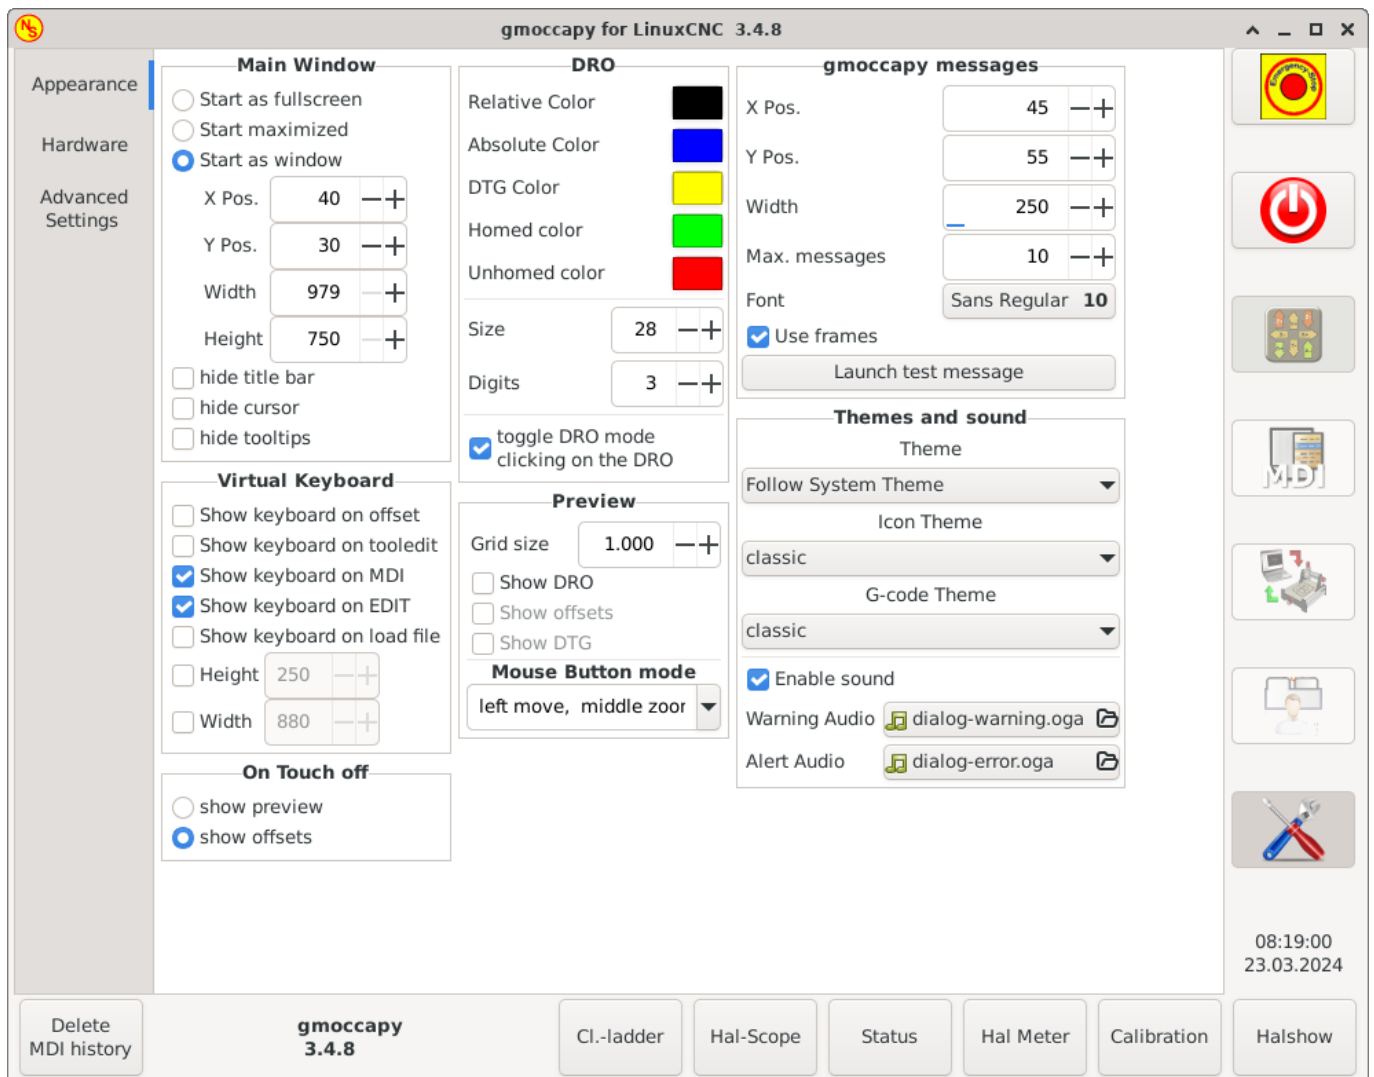 NS
gmoccapy for LinuxCNC 3.4.8
Appearance
Hardware
Advanced
Settings
Main Window
Start as fullscreen
Start maximized
Start as window
X Pos. 40
Y Pos. 30
Width 979
Height 750
hide title bar
hide cursor
hide tooltips
Virtual Keyboard
Show keyboard on offset
Show keyboard on tooledit
Show keyboard on MDI
Show keyboard on EDIT
Show keyboard on load file
Height 250
Width 880
On Touch off
show preview
show offsets
DRO
Relative Color
Absolute Color
DTG Color
Homed color
Unhomed color
Size 28
Digits 3
toggle DRO mode
clicking on the DRO
Preview
Grid size 1.000
Show DRO
Show offsets
Show DTG
Mouse Button mode
left move, middle zoor
gmoccapy messages
X Pos. 45
Y Pos. 55
Width 250
Max. messages 10
Font Sans Regular 10
Use frames
Launch test message
Themes and sound
Theme
Follow System Theme
Icon Theme
classic
G-code Theme
classic
Enable sound
Warning Audio dialog-warning.oga
Alert Audio dialog-error.oga
Emergency-Stop
MDI
08:19:00
23.03.2024
Delete
MDI history
gmoccapy
3.4.8
Cl.-ladder
Hal-Scope
Status
Hal Meter
Calibration
Halshow